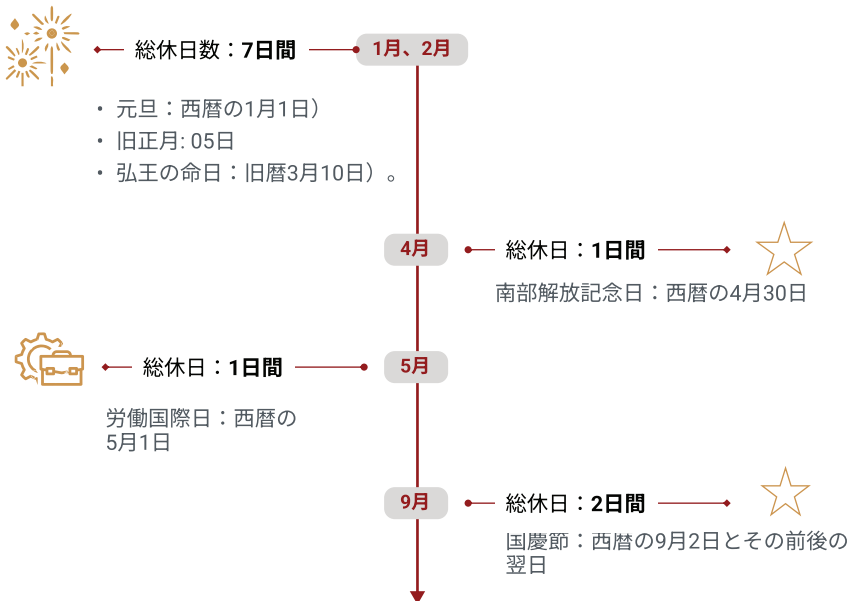 総休日数：7日間
1月、2月
• 元旦：西暦の1月1日）
• 旧正月: 05日
• 弘王の命日：旧暦3月10日）。
4月
総休日：1日間
南部解放記念日：西暦の4月30日
総休日：1日間
5月
労働国際日：西暦の
5月1日
9月
総休日：2日間
国慶節：西暦の9月2日とその前後の
翌日